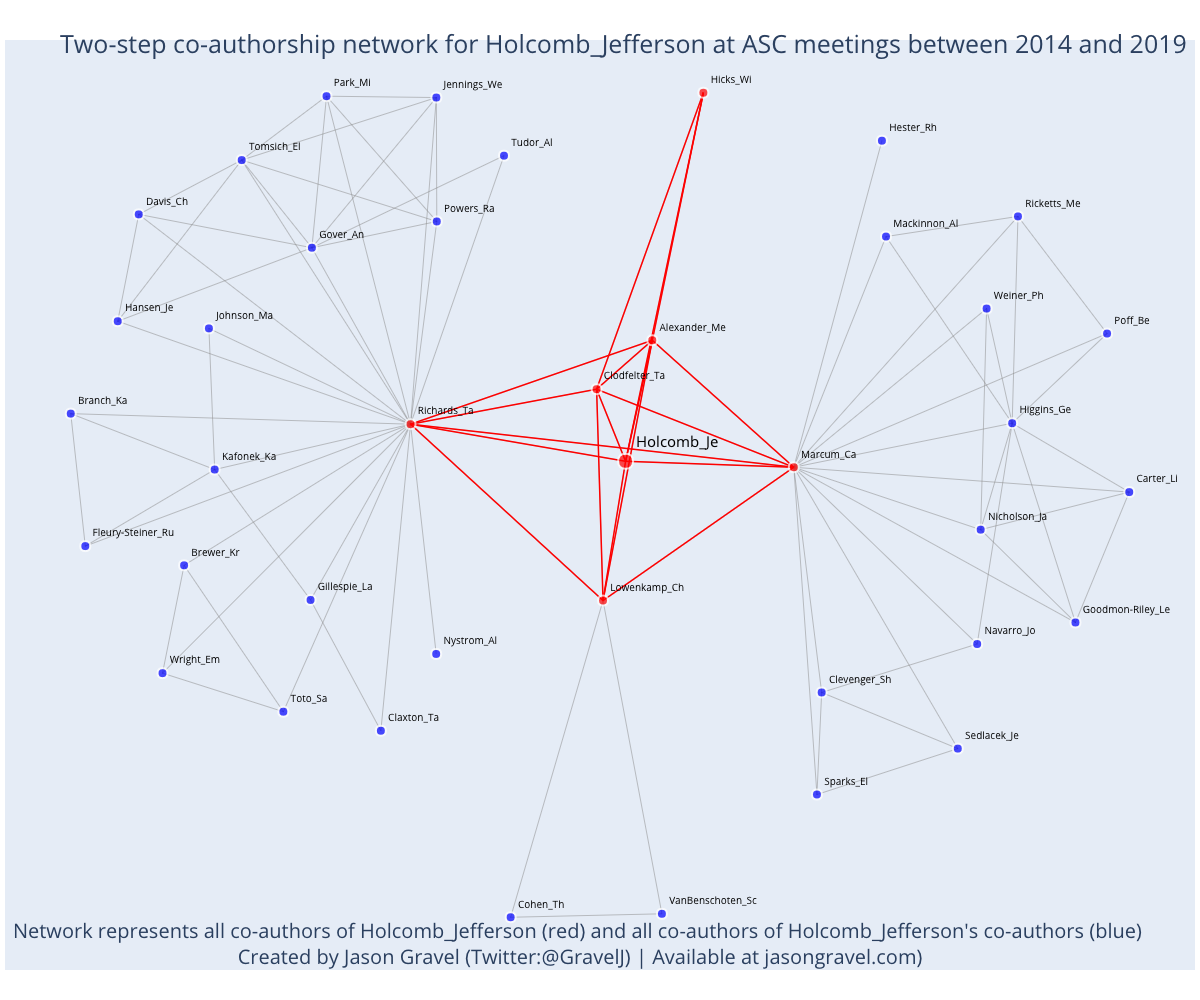 Two-step co-authorship network for Holcomb_Jefferson at ASC meetings between 2014 and 2019
Hicks_Wi
Park_Mi
Jennings_We
Hester_Rh
Tudor_Al
Tomsich_El
Davis_Ch
Ricketts_Me
Powers_Ra
Mackinnon_Al
Gover_An
Weiner_Ph
Hansen_Je
Johnson_Ma
Poff_Be
Alexander_Me
Clodfelter_Ta
Branch_Ka
Richards_Ta
Higgins_Ge
Holcomb_Je
Marcum_Ca
Kafonek_Ka
Carter_Li
Nicholson_Ja
Fleury-Steiner_Ru
Brewer_Kr
Gillespie_La
Lowenkamp_Ch
Goodmon-Riley_Le
Navarro_Jo
Nystrom_Al
Wright_Em
Clevenger_Sh
Toto_Sa
Claxton_Ta
Sedlacek_Je
Sparks_El
VanBenschoten_Sc
Cohen_Th
Network represents all co-authors of Holcomb_Jefferson (red) and all co-authors of Holcomb_Jefferson's co-authors (blue)
Created by Jason Gravel (Twitter:@GravelJ) | Available at jasongravel.com)